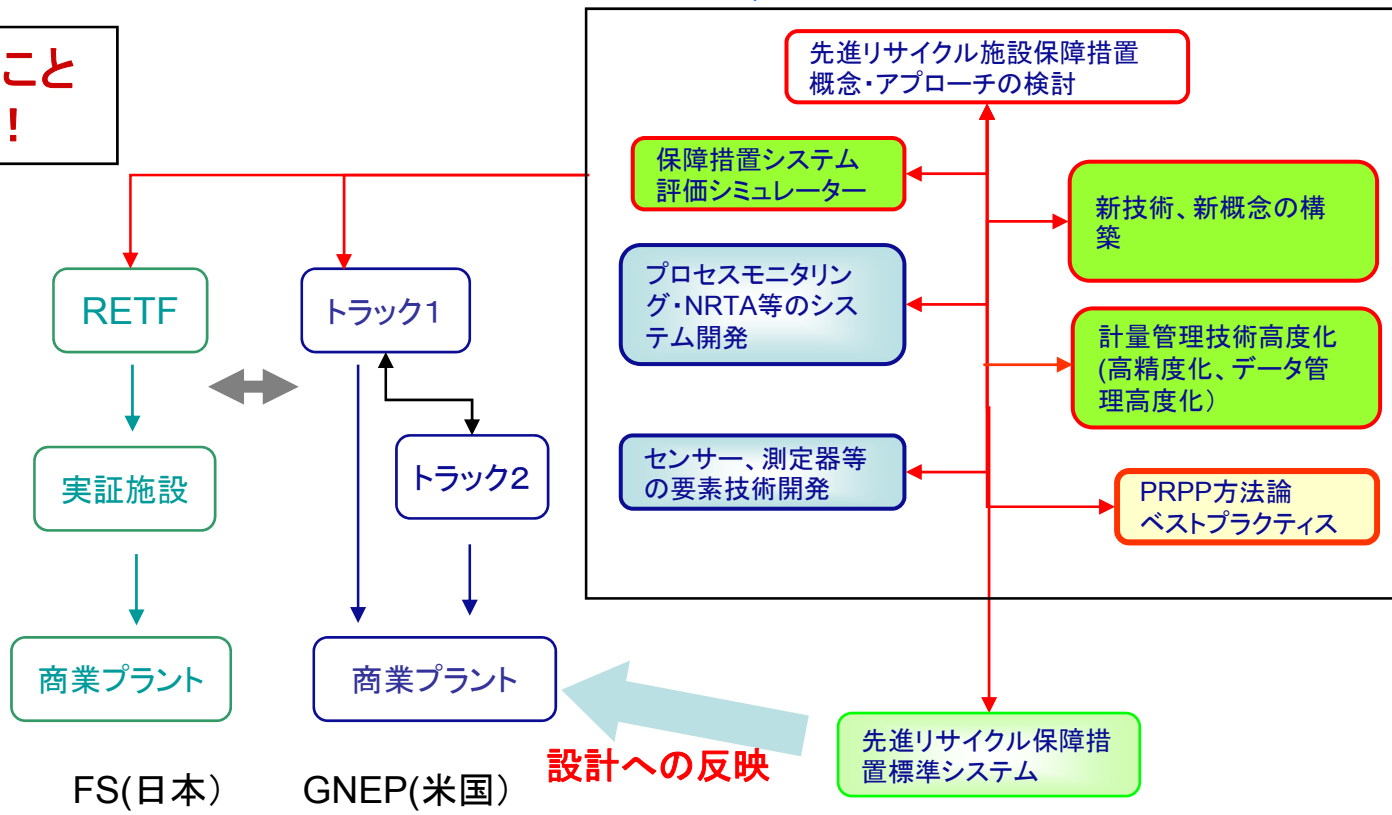 こと
！
先進リサイクル施設保障措置
概念・アプローチの検討
保障措置システム
評価シミュレーター
新技術、新概念の構
築
プロセスモニタリン
グ・NRTA等のシス
テム開発
計量管理技術高度化
(高精度化、データ管
理高度化）
センサー、測定器等
の要素技術開発
PRPP方法論
ベストプラクティス
RETF
トラック１
トラック２
実証施設
商業プラント
商業プラント
先進リサイクル保障措
置標準システム
設計への反映
FS(日本）
GNEP(米国）